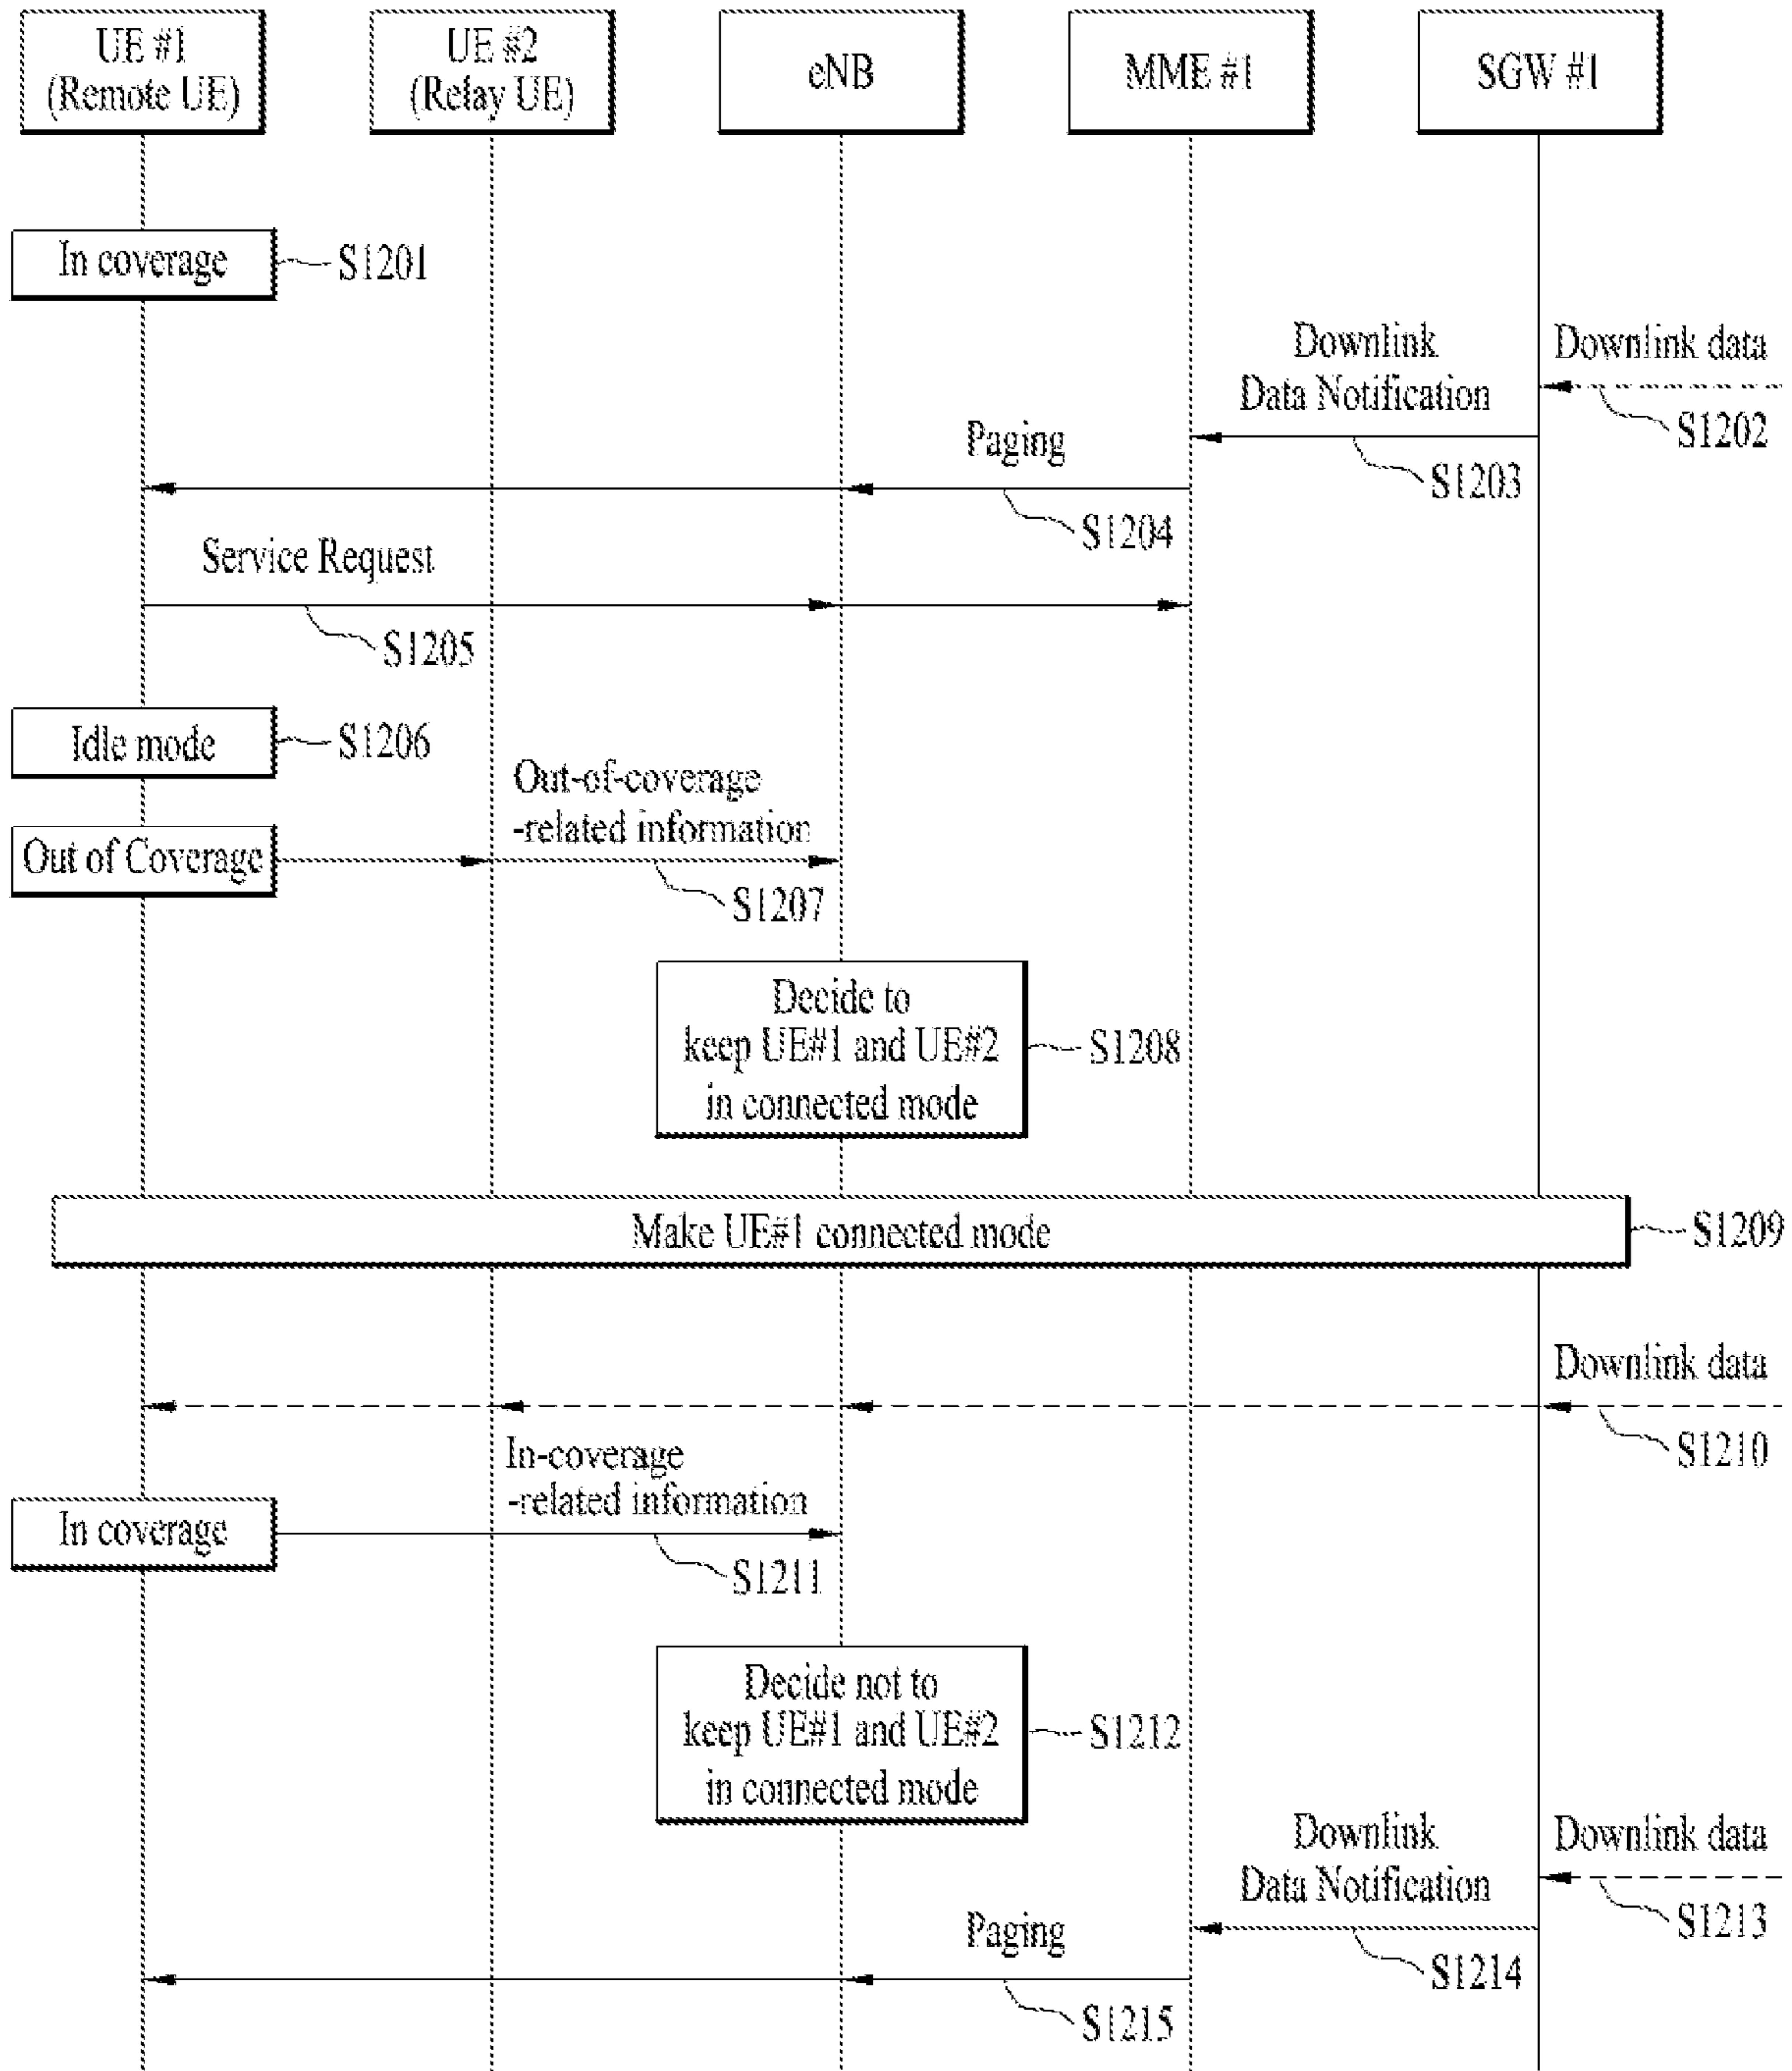 UE #1
(Remote UE)
UE #2
(Relay UE)
eNB
MME #1
SGW #1
In coverage
S1201
Downlink data
S1202
Downlink
Data Notification
S1203
Paging
S1204
Service Request
S1205
Idle mode
S1206
Out-of-coverage
-related information
Out of Coverage
S1207
Decide to
keep UE#1 and UE#2
in connected mode
S1208
Make UE#1 connected mode
S1209
Downlink data
S1210
In-coverage
-related information
In coverage
S1211
Decide not to
keep UE#1 and UE#2
in connected mode
S1212
Downlink data
S1213
Downlink
Data Notification
S1214
Paging
S1215